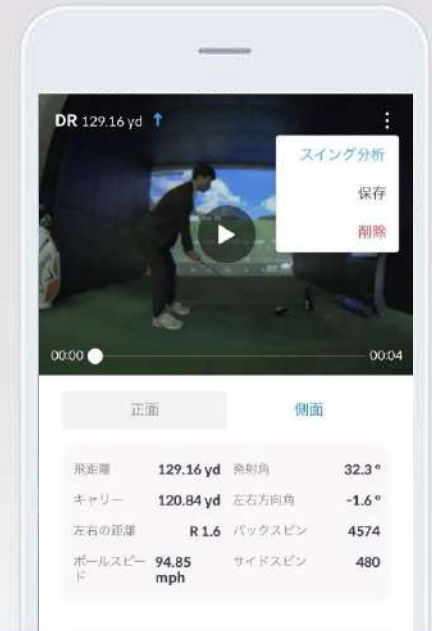 DR 129.16 yd ↑
スイング分析
保存
削除
00:00
00:04
正面
側面
飛距離 129.16 yd 発射角 32.3 °
キャリー 120.84 yd 左右方向角 -1.6 °
左右の距離 R 1.6 バックスピン 4574
ボールスピー 94.85 サイドスピン 480
ド mph